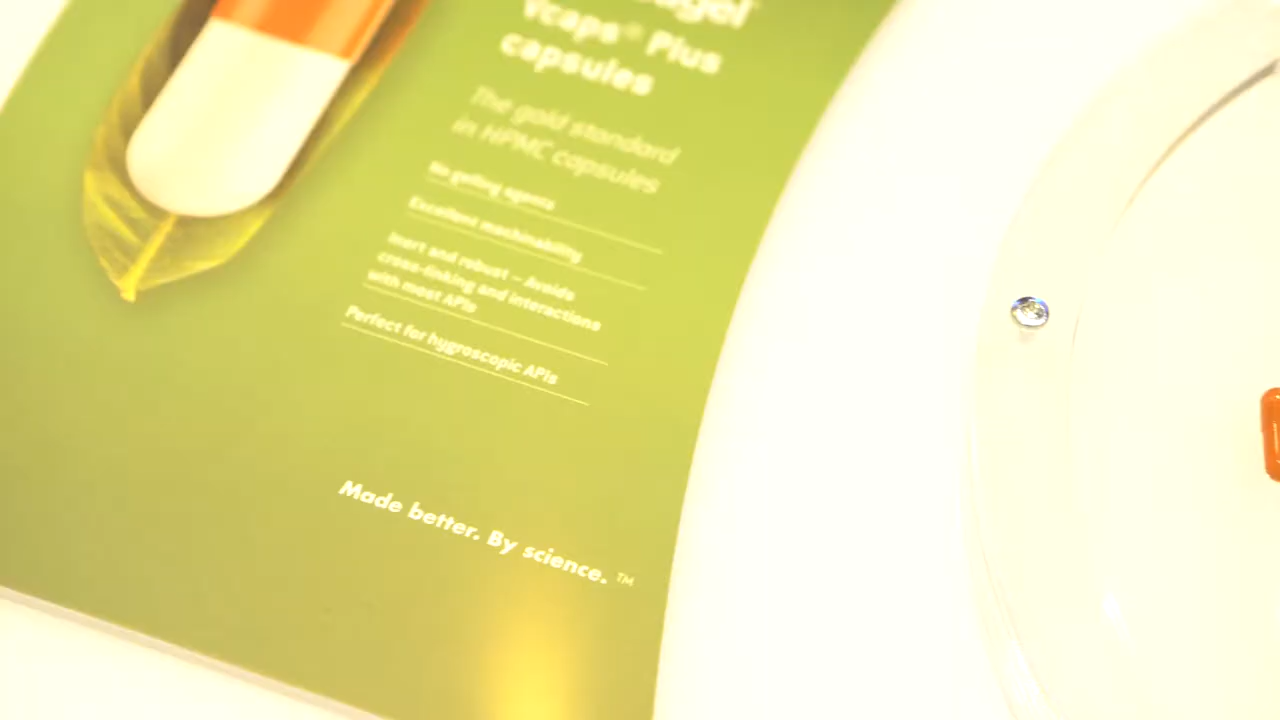 Vcaps® Plus
capsules
The gold standard
in HPMC capsules
No gelling agents
Excellent machinability
Inert and robust – Avoids
cross-linking and interactions
with most APIs
Perfect for hygroscopic APIs
Made better. By science.™